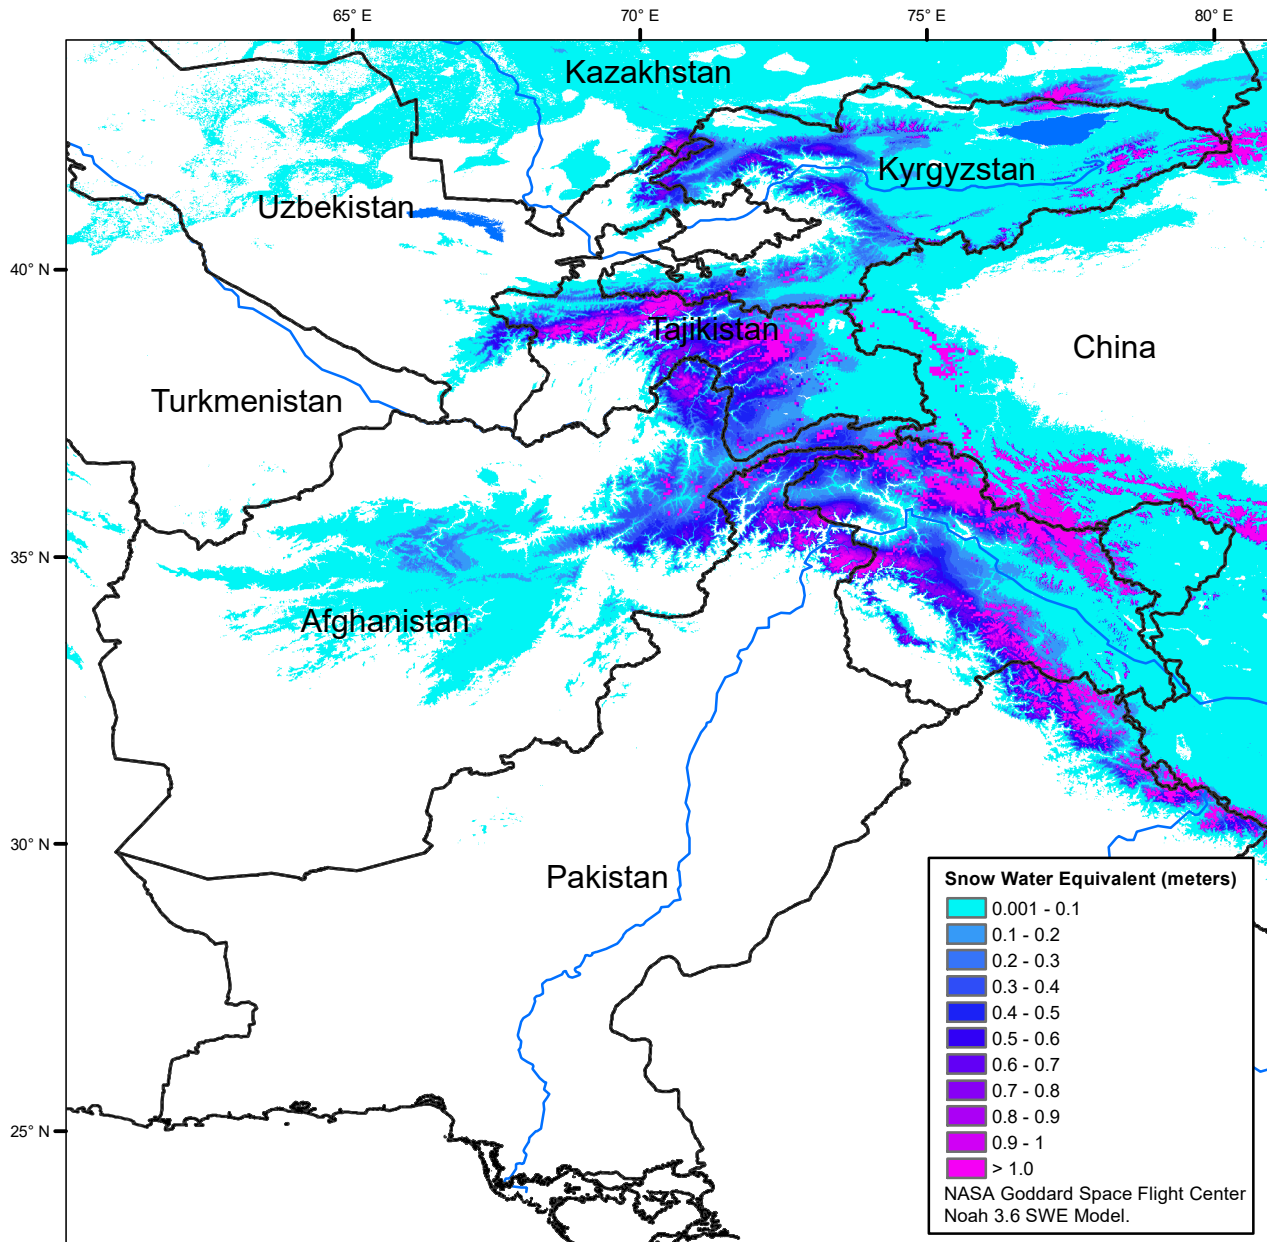 65° E
70° E
75° E
80° E
Kazakhstan
Kyrgyzstan
Uzbekistan
40° N
Tajikistan
China
Turkmenistan
35° N
Afghanistan
30° N
Pakistan
25° N
Snow Water Equivalent (meters)
0.001 - 0.1
0.1 - 0.2
0.2 - 0.3
0.3 - 0.4
0.4 - 0.5
0.5 - 0.6
0.6 - 0.7
0.7 - 0.8
0.8 - 0.9
0.9 - 1
> 1.0
NASA Goddard Space Flight Center
Noah 3.6 SWE Model.